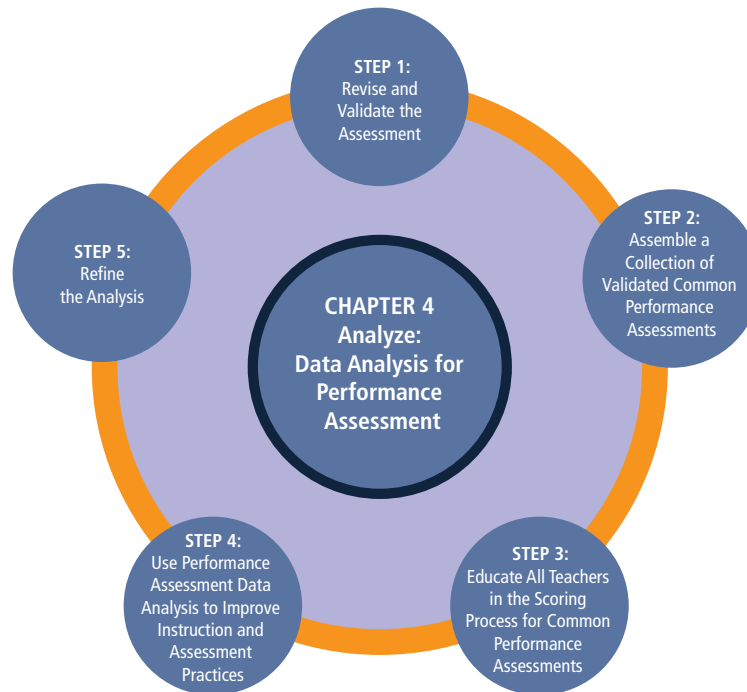 STEP 1:
Revise and
Validate the
Assessment
STEP 2:
Assemble a
Collection of
Validated Common
Performance
Assessments
STEP 3:
Educate All Teachers
in the Scoring
Process for Common
Performance
Assessments
STEP 4:
Use Performance
Assessment Data
Analysis to Improve
Instruction and
Assessment
Practices
STEP 5:
Refine
the Analysis
CHAPTER 4
Analyze:
Data Analysis for
Performance
Assessment